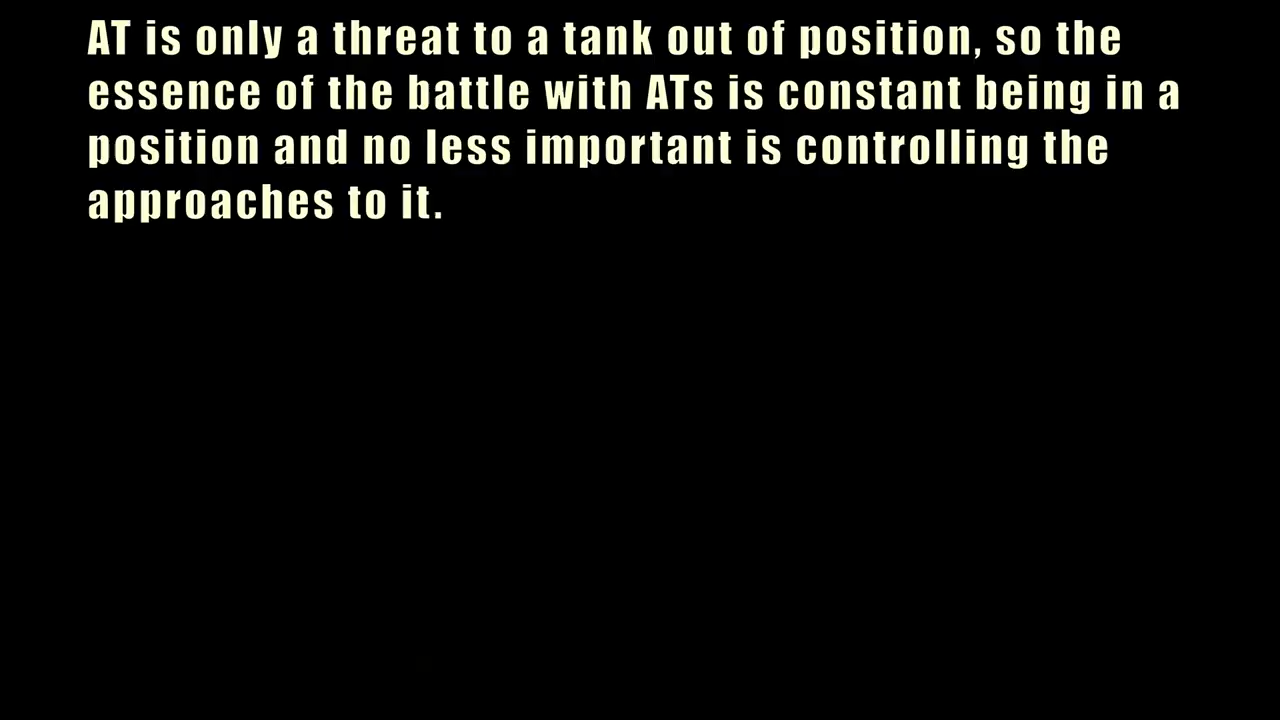 AT is only a threat to a tank out of position, so the
essence of the battle with ATs is constant being in a
position and no less important is controlling the
approaches to it.